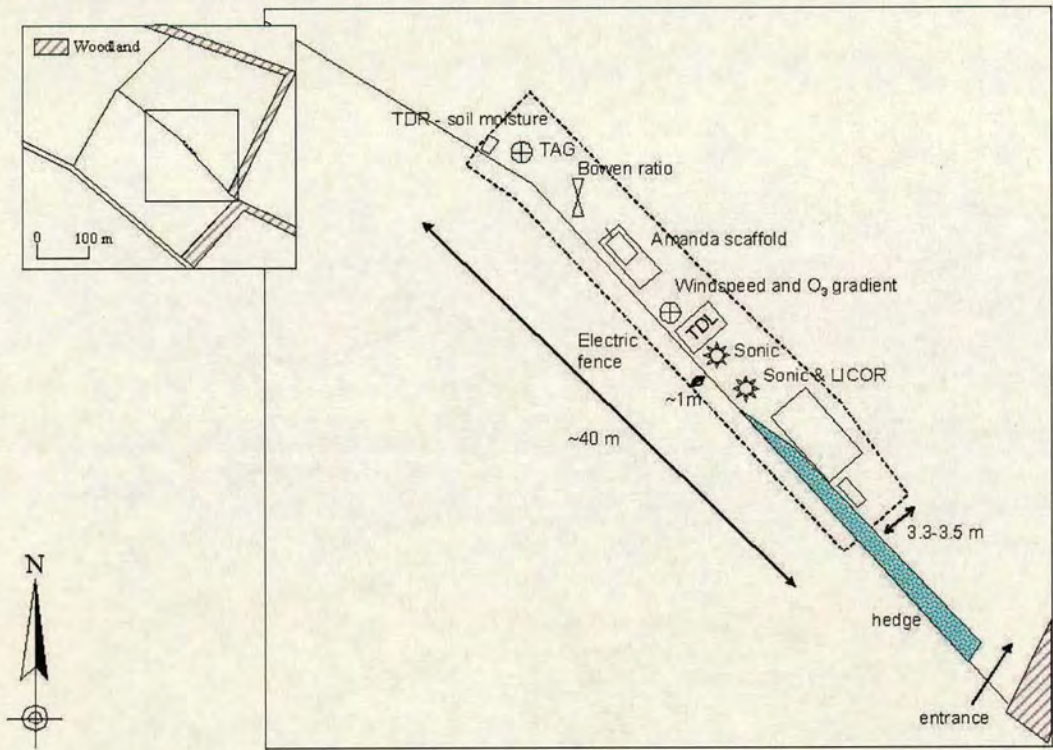 Woodland
0 100 m
TDR - soil moisture
TAG
Bowen ratio
Amanda scaffold
Windspeed and O₃ gradient
TDL
Electric
fence
Sonic
Sonic & LICOR
~1m
~40 m
3.3-3.5 m
N
hedge
entrance